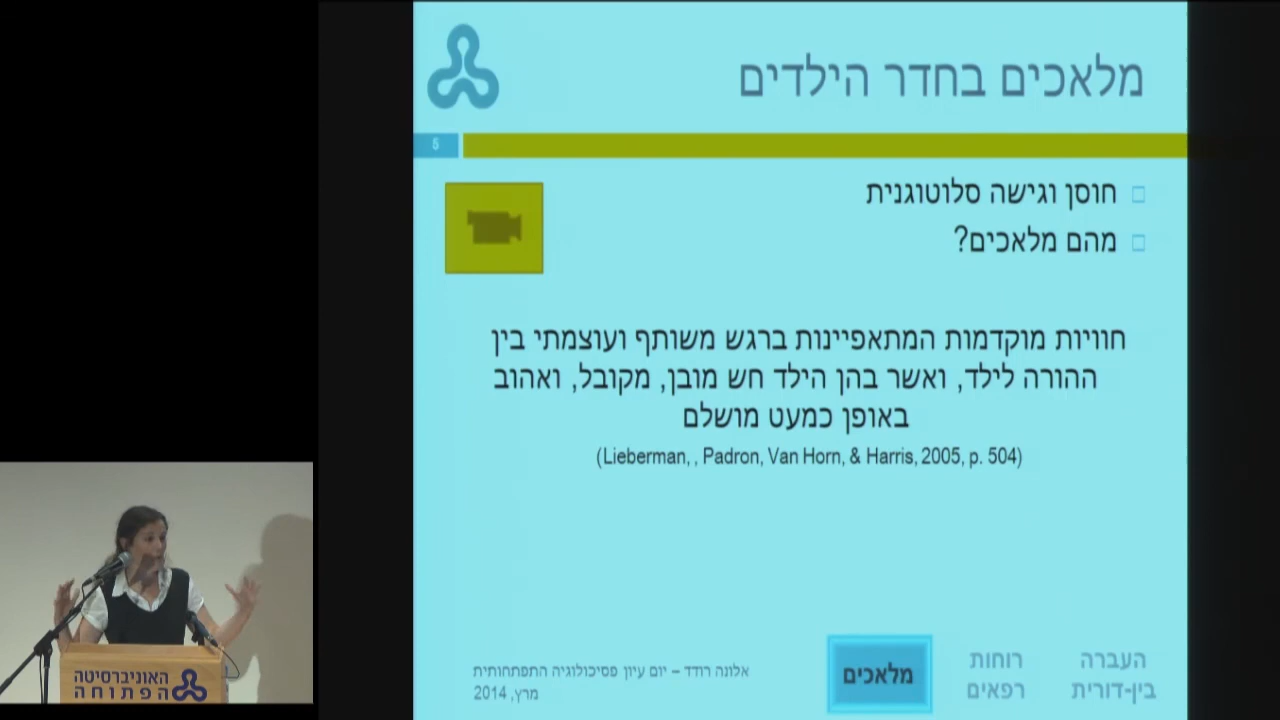 מלאכים בחדר הילדים
5
חוסן וגישה סלוטוגנית
מהם מלאכים?
חוויות מוקדמות המתאפיינות ברגש משותף ועוצמתי בין
ההורה לילד, ואשר בהן הילד חש מובן, מקובל, ואהוב
באופן כמעט מושלם
(Lieberman, , Padron, Van Horn, & Harris, 2005, p. 504)
העברה
בין-דורית
רוחות
רפאים
מלאכים
אלונה רודד – יום עיון פסיכולוגיה התפתחותית
מרץ, 2014
האוניברסיטה
הפתוחה